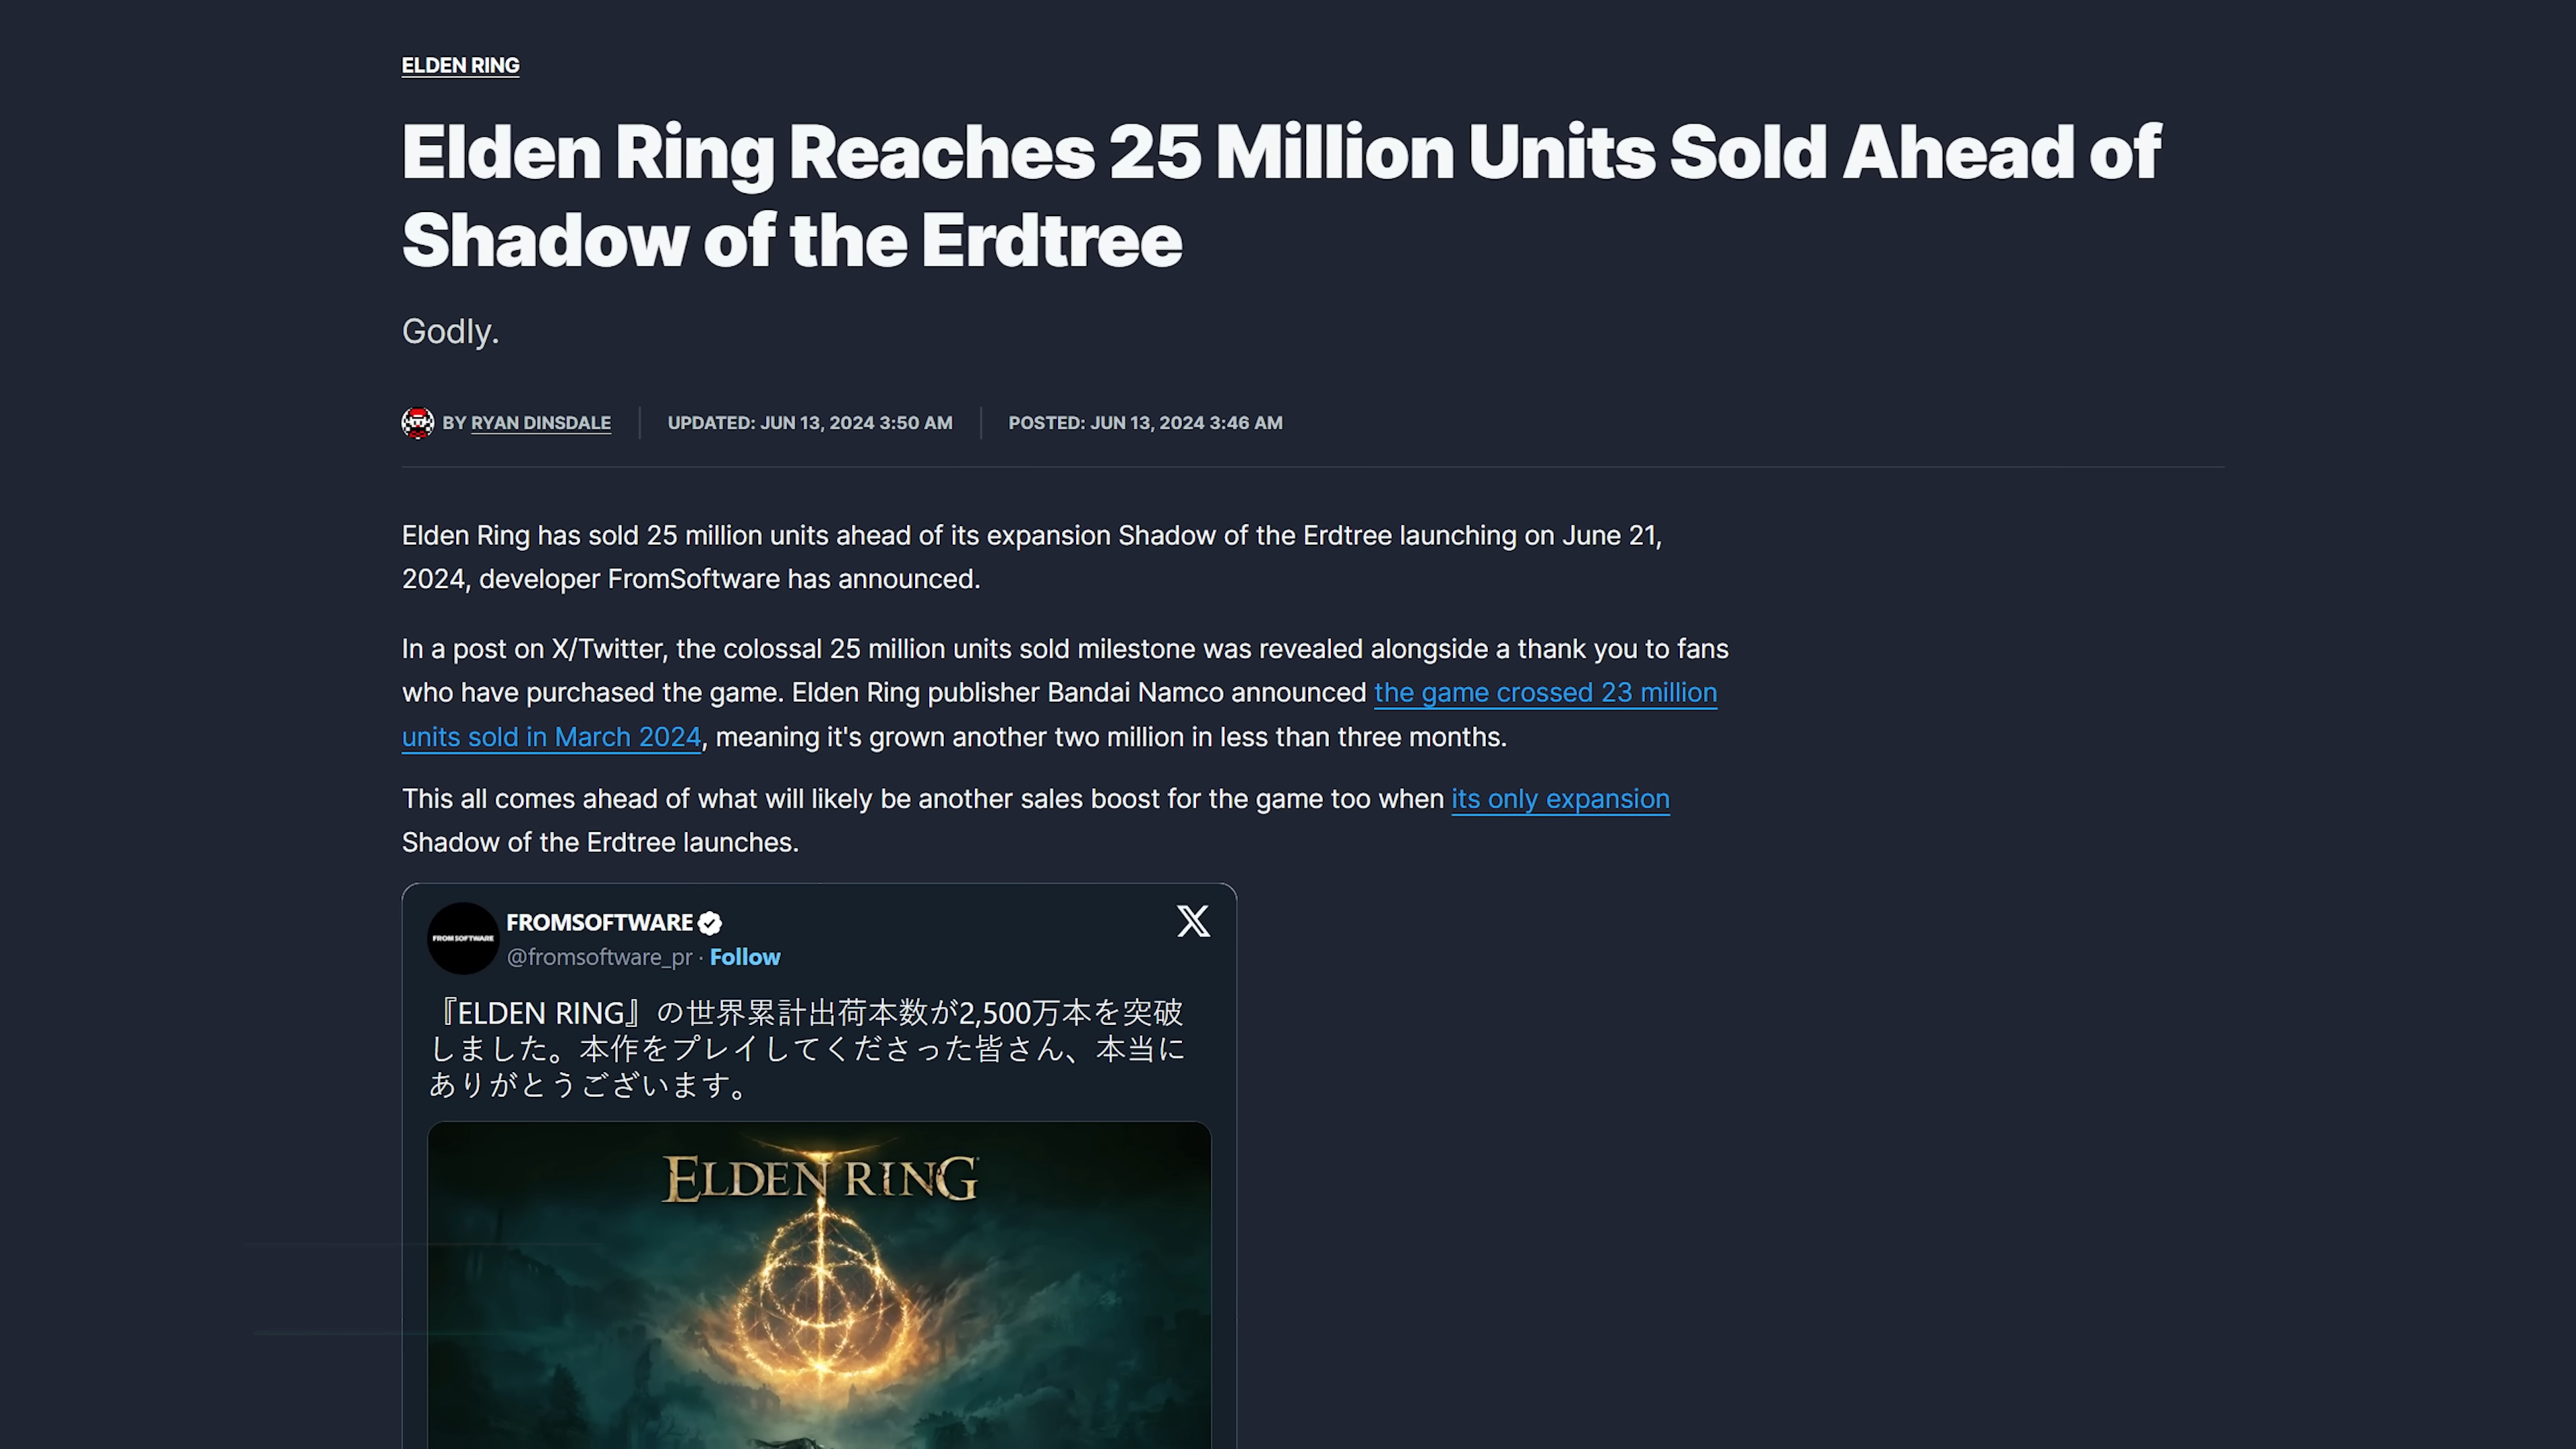 ELDEN RING
Elden Ring Reaches 25 Million Units Sold Ahead of
Shadow of the Erdtree
Godly.
BY RYAN DINSDALE UPDATED: JUN 13, 2024 3:50 AM POSTED: JUN 13, 2024 3:46 AM
Elden Ring has sold 25 million units ahead of its expansion Shadow of the Erdtree launching on June 21,
2024, developer FromSoftware has announced.
In a post on X/Twitter, the colossal 25 million units sold milestone was revealed alongside a thank you to fans
who have purchased the game. Elden Ring publisher Bandai Namco announced the game crossed 23 million
units sold in March 2024, meaning it's grown another two million in less than three months.
This all comes ahead of what will likely be another sales boost for the game too when its only expansion
Shadow of the Erdtree launches.
FROMSOFTWARE
FROMSOFTWARE
@fromsoftware_pr · Follow
『ELDEN RING』の世界累計出荷本数が2,500万本を突破
しました。本作をプレイしてくださった皆さん、本当に
ありがとうございます。
ELDEN RING